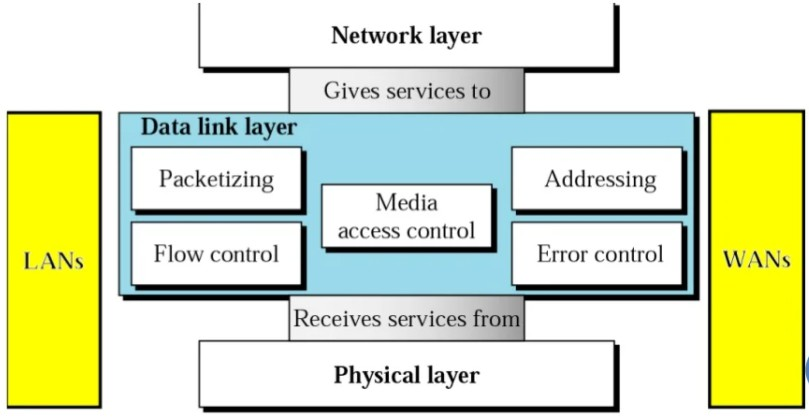 Network layer
Gives services to
Data link layer
Packetizing
Addressing
Media
access control
Flow control
Error control
LANs
WANs
Receives services from
Physical layer